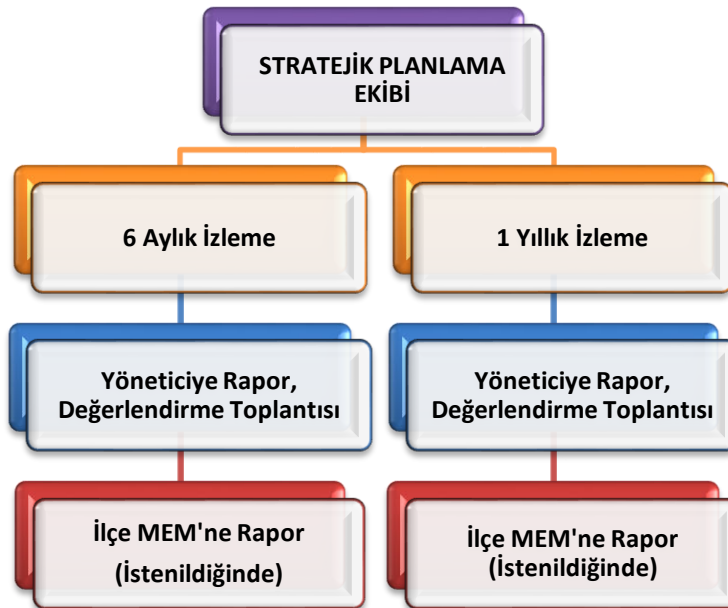 STRATEJİK PLANLAMA
EKİBİ
6 Aylık İzleme
1 Yıllık İzleme
Yöneticiye Rapor,
Değerlendirme Toplantısı
Yöneticiye Rapor,
Değerlendirme Toplantısı
İlçe MEM'ne Rapor
(İstenildiğinde)
İlçe MEM'ne Rapor
(İstenildiğinde)